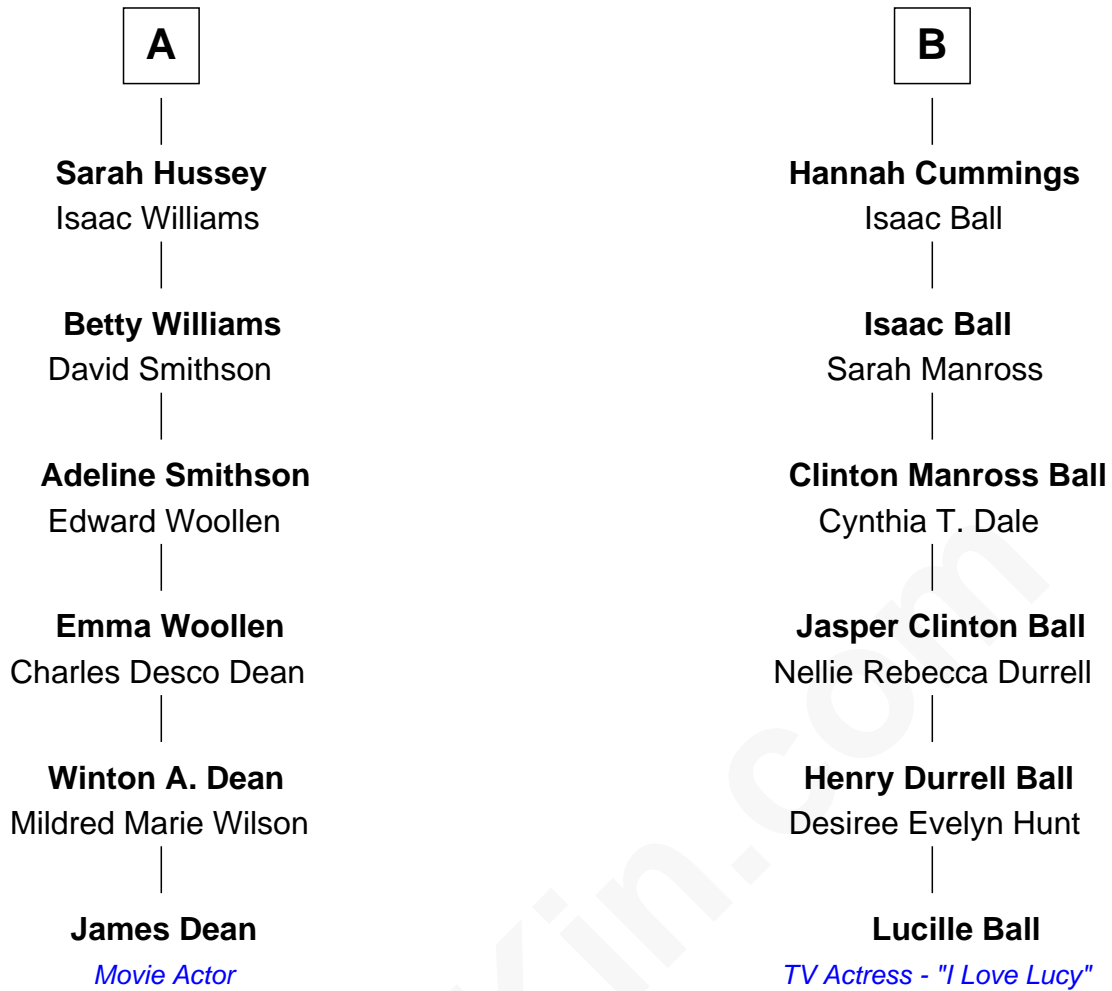 A
Sarah Hussey
Isaac Williams
Betty Williams
David Smithson
Adeline Smithson
Edward Woollen
Emma Woollen
Charles Desco Dean
Winton A. Dean
Mildred Marie Wilson
James Dean
Movie Actor
B
Hannah Cummings
Isaac Ball
Isaac Ball
Sarah Manross
Clinton Manross Ball
Cynthia T. Dale
Jasper Clinton Ball
Nellie Rebecca Durrell
Henry Durrell Ball
Desiree Evelyn Hunt
Lucille Ball
TV Actress - "I Love Lucy"
Kin.com